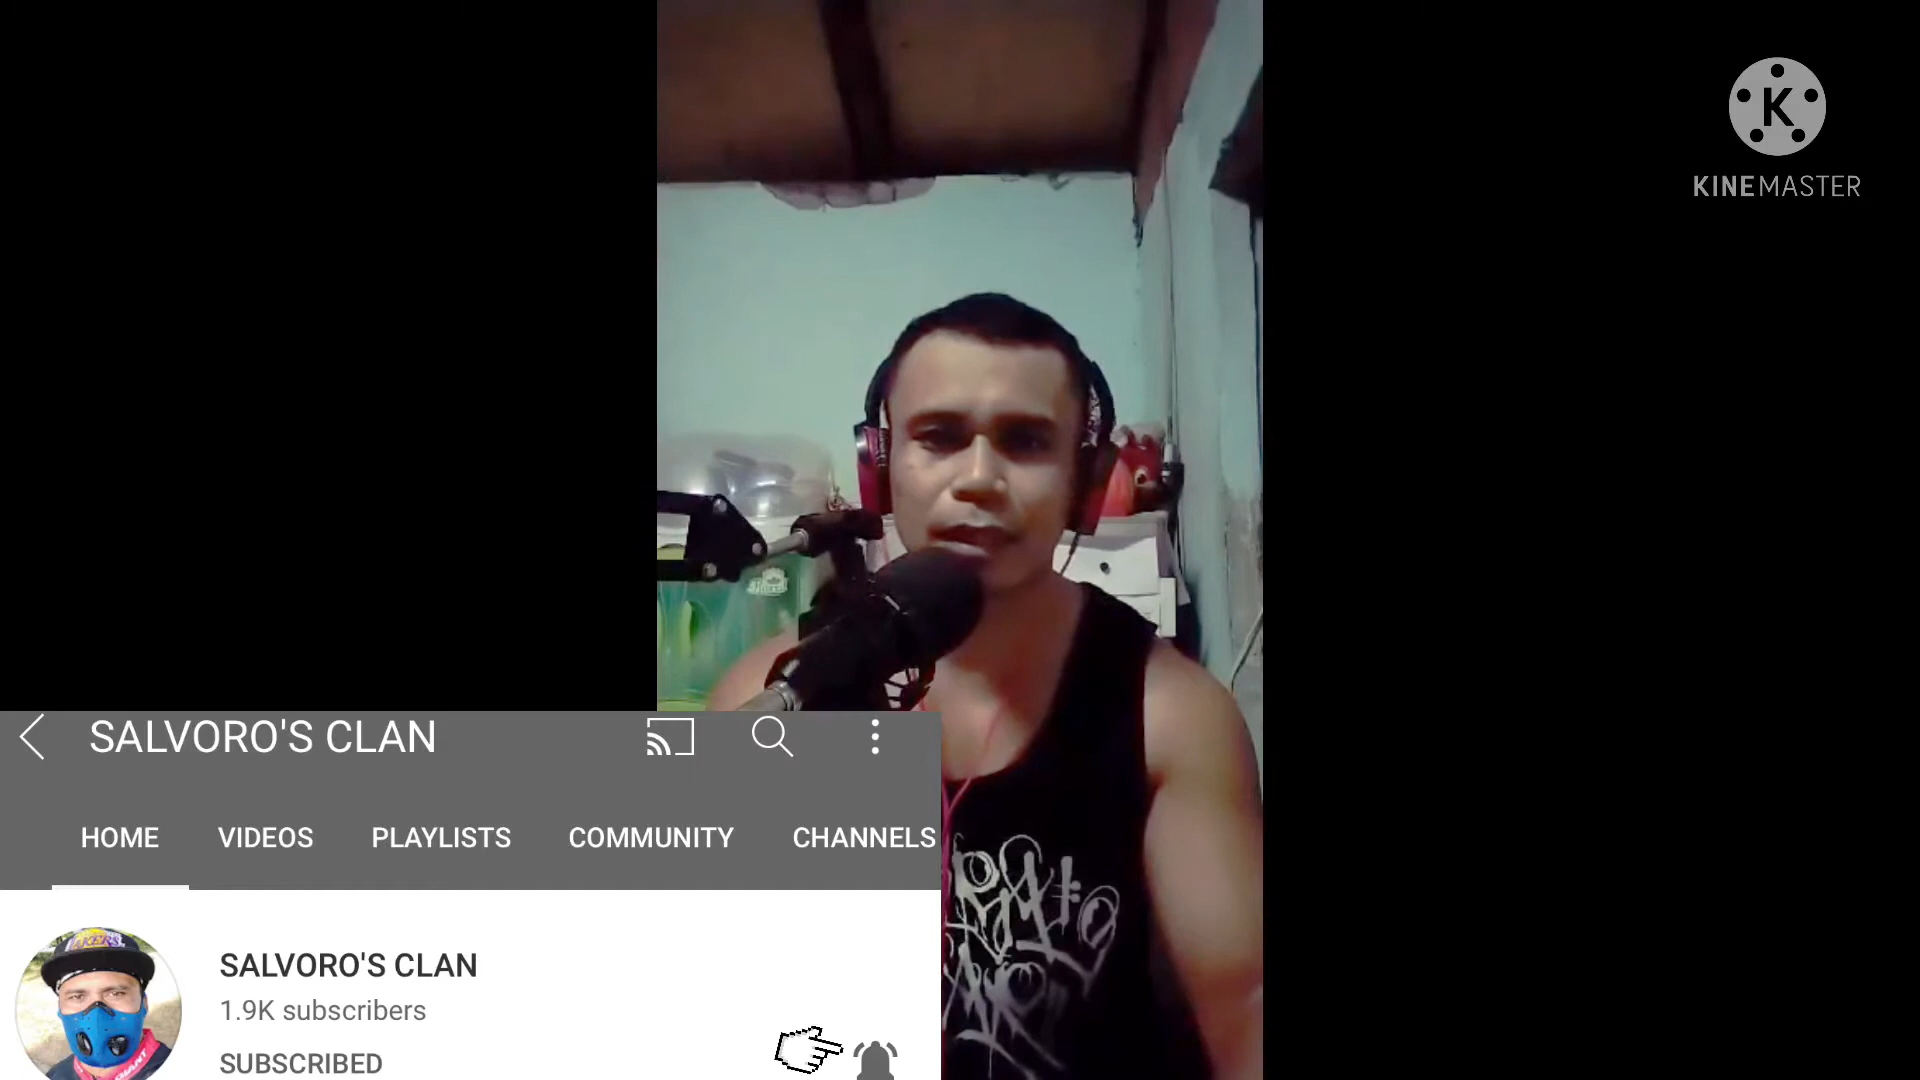 KINEMASTER
SALVORO'S CLAN
HOME VIDEOS PLAYLISTS COMMUNITY CHANNELS
SALVORO'S CLAN
1.9K subscribers
SUBSCRIBED